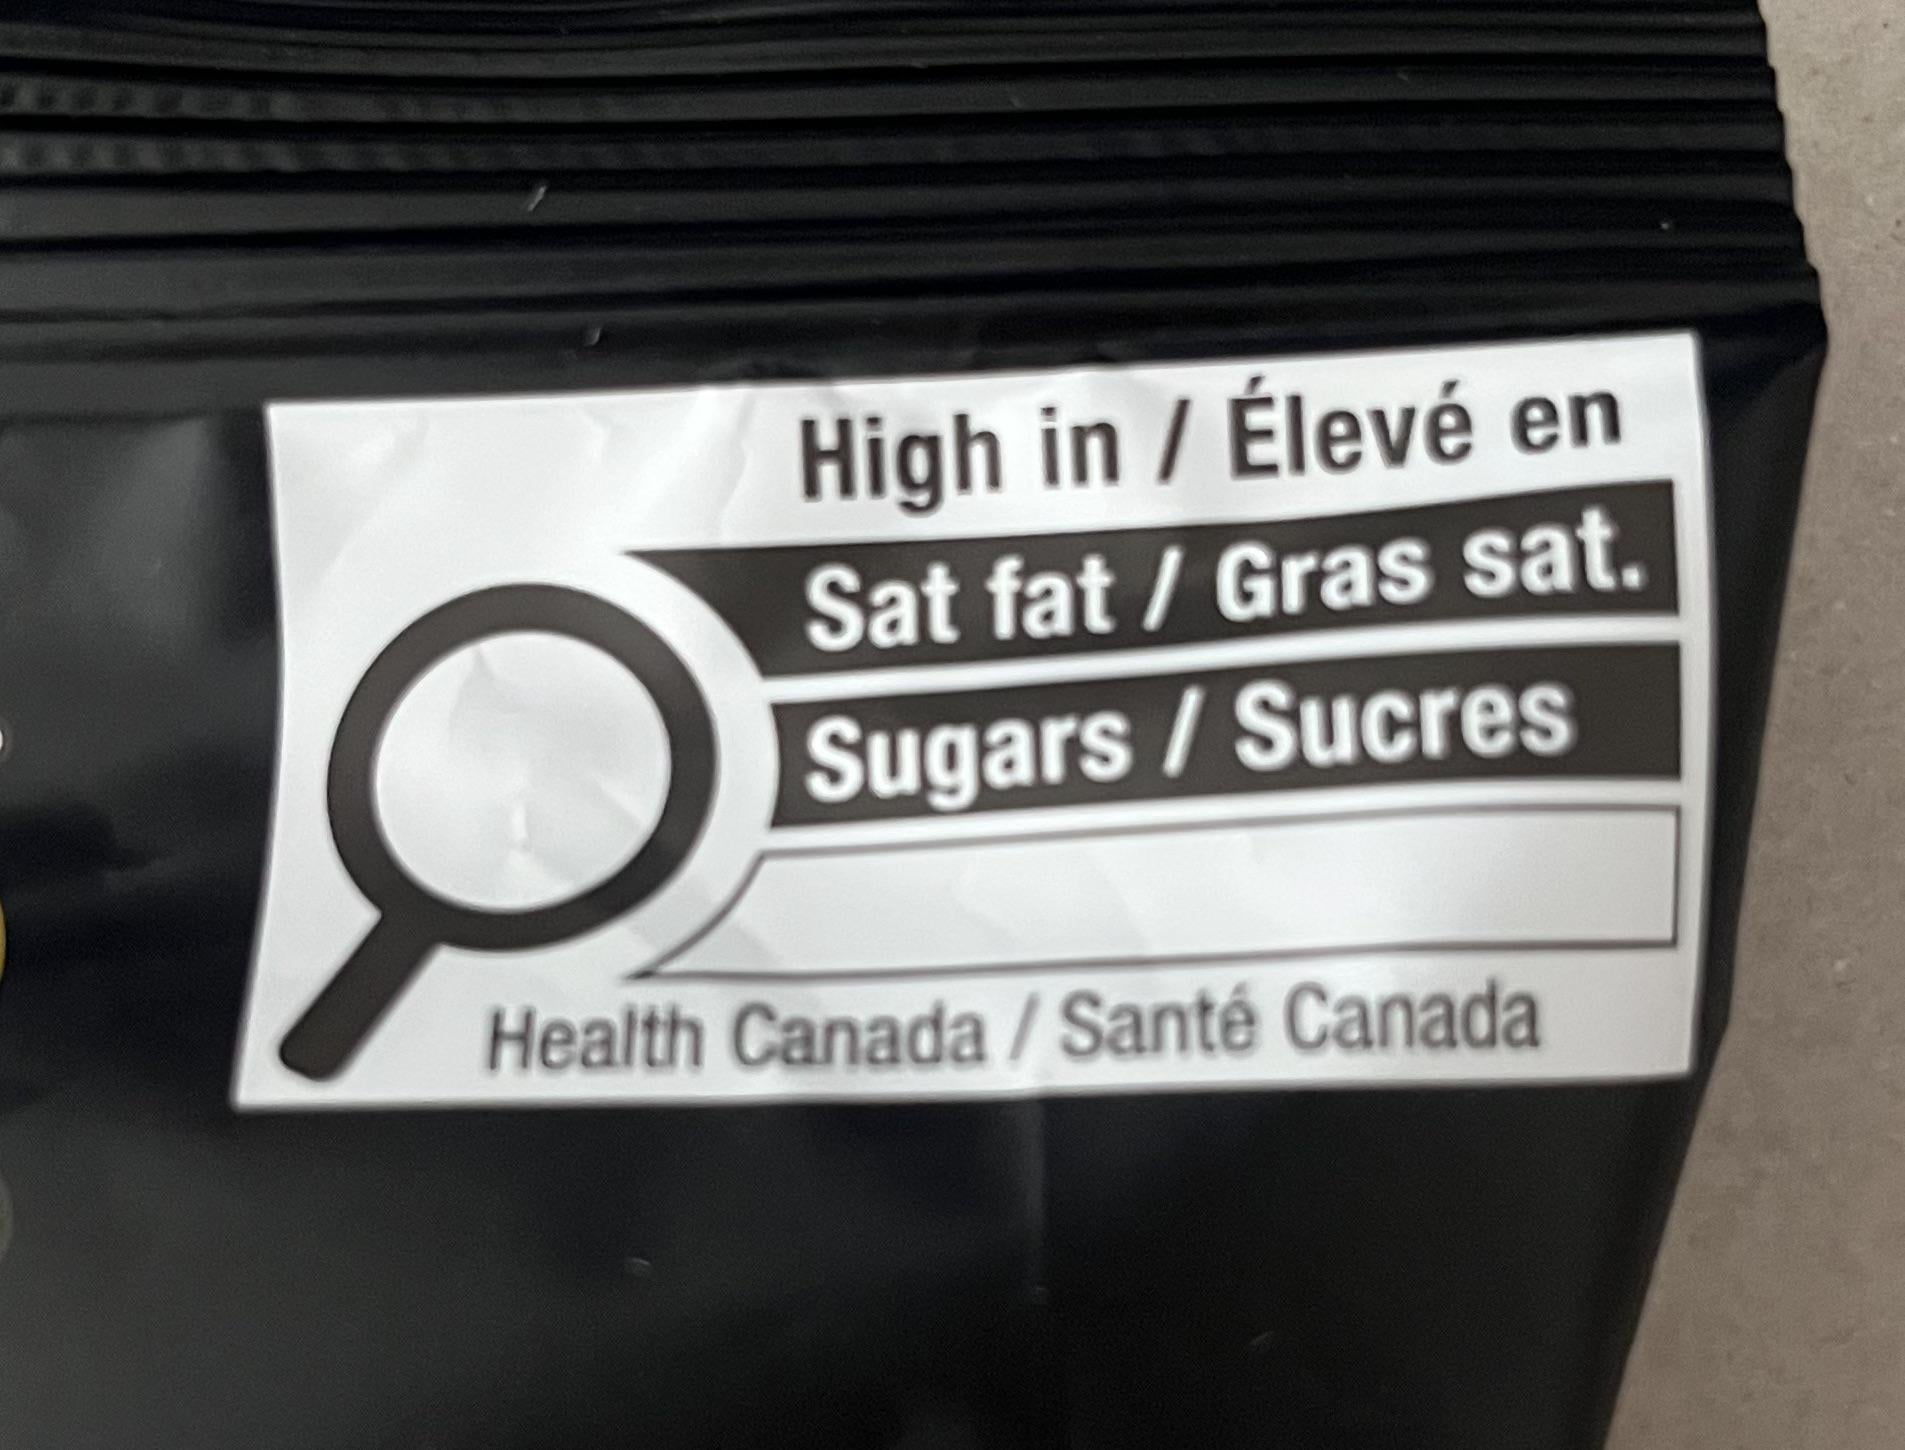 High in / Élevé en
Sat fat / Gras sat.
Sugars / Sucres
Health Canada / Santé Canada